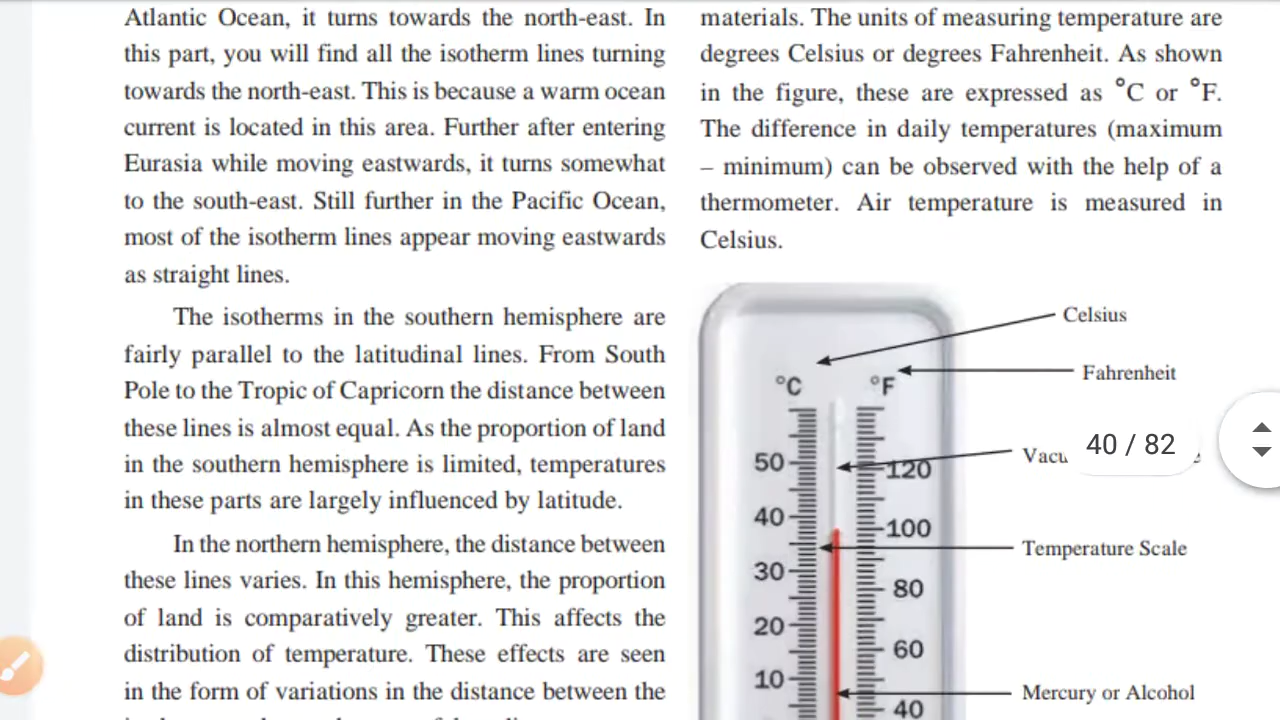 Atlantic Ocean, it turns towards the north-east. In
this part, you will find all the isotherm lines turning
towards the north-east. This is because a warm ocean
current is located in this area. Further after entering
Eurasia while moving eastwards, it turns somewhat
to the south-east. Still further in the Pacific Ocean,
most of the isotherm lines appear moving eastwards
as straight lines.
The isotherms in the southern hemisphere are
fairly parallel to the latitudinal lines. From South
Pole to the Tropic of Capricorn the distance between
these lines is almost equal. As the proportion of land
in the southern hemisphere is limited, temperatures
in these parts are largely influenced by latitude.
In the northern hemisphere, the distance between
these lines varies. In this hemisphere, the proportion
of land is comparatively greater. This affects the
distribution of temperature. These effects are seen
in the form of variations in the distance between the
materials. The units of measuring temperature are
degrees Celsius or degrees Fahrenheit. As shown
in the figure, these are expressed as °C or °F.
The difference in daily temperatures (maximum
– minimum) can be observed with the help of a
thermometer. Air temperature is measured in
Celsius.
Celsius
°C °F
Fahrenheit
50 120
40 100
Temperature Scale
30 80
20 60
10 40
Mercury or Alcohol
40 / 82